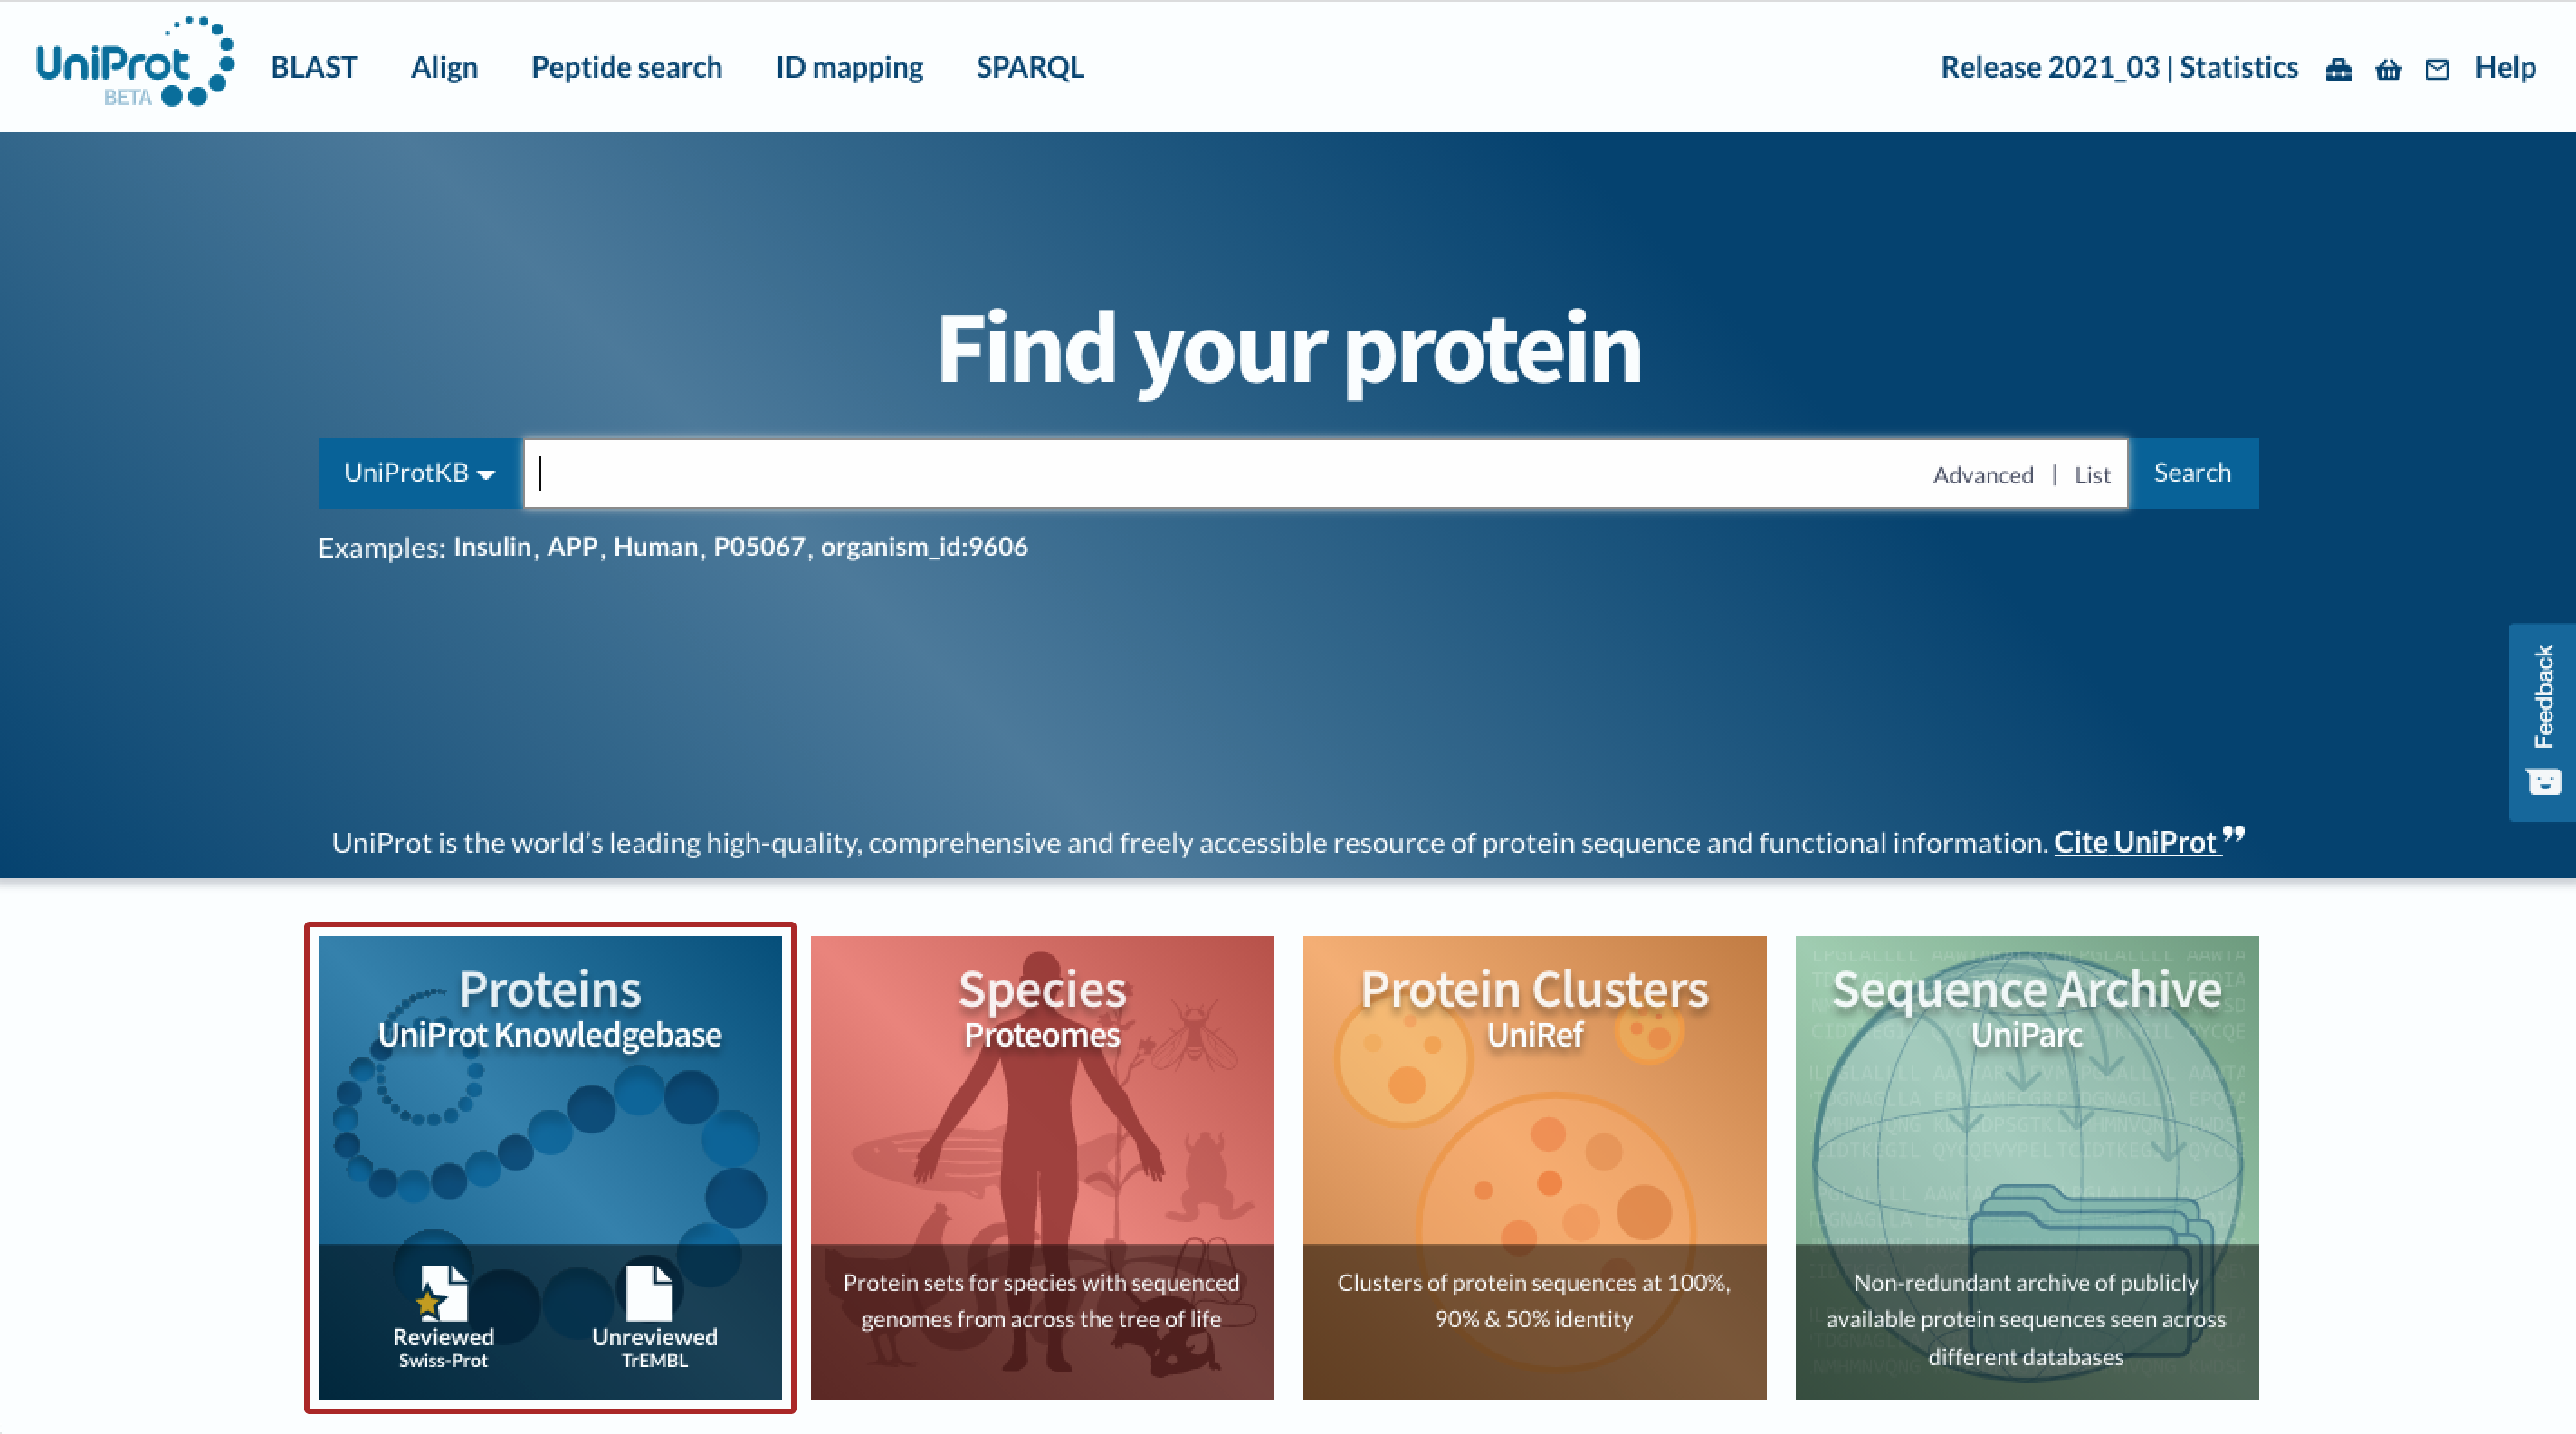 UniProt
BETA
BLAST Align Peptide search ID mapping SPARQL
Release 2021_03 | Statistics Help
Find your protein
UniProtKB
Advanced | List
Search
Examples: Insulin, APP, Human, P05067, organism_id:9606
Feedback
UniProt is the world's leading high-quality, comprehensive and freely accessible resource of protein sequence and functional information. Cite UniProt
Proteins
UniProt Knowledgebase
Reviewed
Swiss-Prot
Unreviewed
TrEMBL
Species
Proteomes
Protein sets for species with sequenced
genomes from across the tree of life
Protein Clusters
UniRef
Clusters of protein sequences at 100%,
90% & 50% identity
Sequence Archive
UniParc
Non-redundant archive of publicly
available protein sequences seen across
different databases